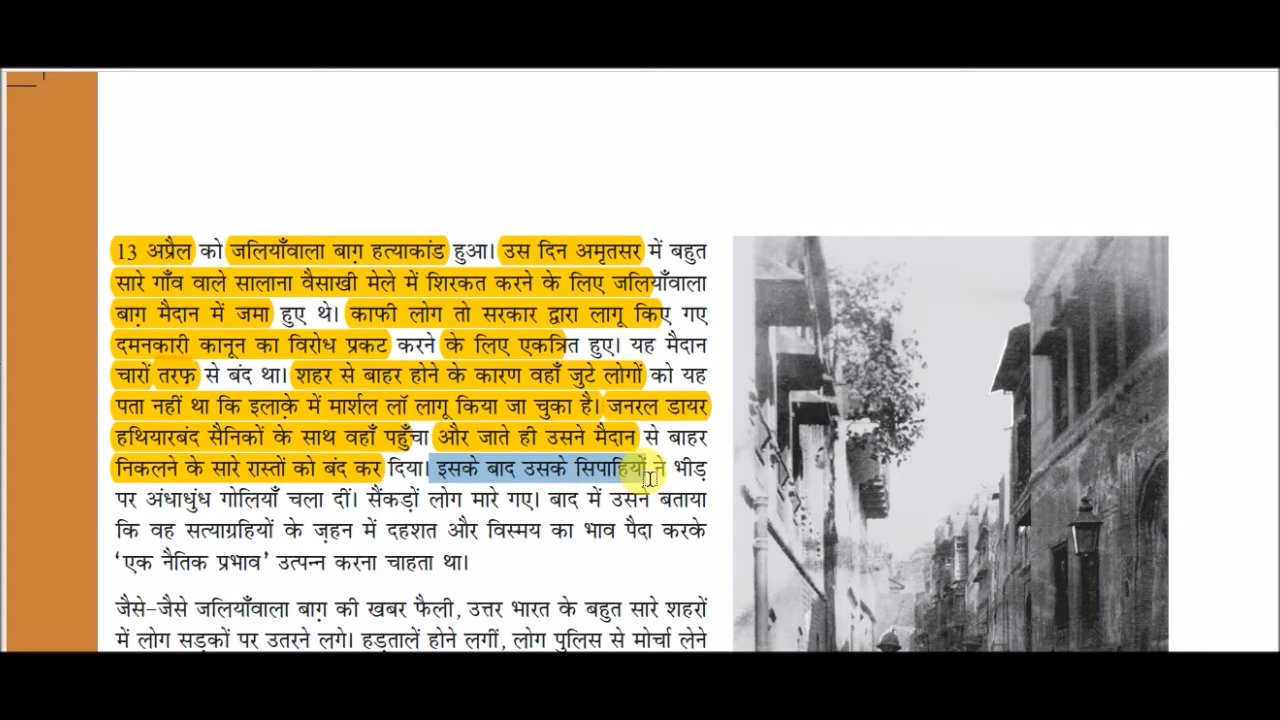 13 अप्रैल को जलियाँवाला बाग़ हत्याकांड हुआ। उस दिन अमृतसर में बहुत
सारे गाँव वाले सालाना वैसाखी मेले में शिरकत करने के लिए जलियाँवाला
बाग़ मैदान में जमा हुए थे। काफी लोग तो सरकार द्वारा लागू किए गए
दमनकारी कानून का विरोध प्रकट करने के लिए एकत्रित हुए। यह मैदान
चारों तरफ़ से बंद था। शहर से बाहर होने के कारण वहाँ जुटे लोगों को यह
पता नहीं था कि इलाक़े में मार्शल लॉ लागू किया जा चुका है। जनरल डायर
हथियारबंद सैनिकों के साथ वहाँ पहुँचा और जाते ही उसने मैदान से बाहर
निकलने के सारे रास्तों को बंद कर दिया। इसके बाद उसके सिपाहियों ने भीड़
पर अंधाधुंध गोलियाँ चला दीं। सैंकड़ों लोग मारे गए। बाद में उसने बताया
कि वह सत्याग्रहियों के ज़हन में दहशत और विस्मय का भाव पैदा करके
‘एक नैतिक प्रभाव’ उत्पन्न करना चाहता था।
जैसे-जैसे जलियाँवाला बाग़ की खबर फैली, उत्तर भारत के बहुत सारे शहरों
में लोग सड़कों पर उतरने लगे। हड़तालें होने लगीं, लोग पुलिस से मोर्चा लेने